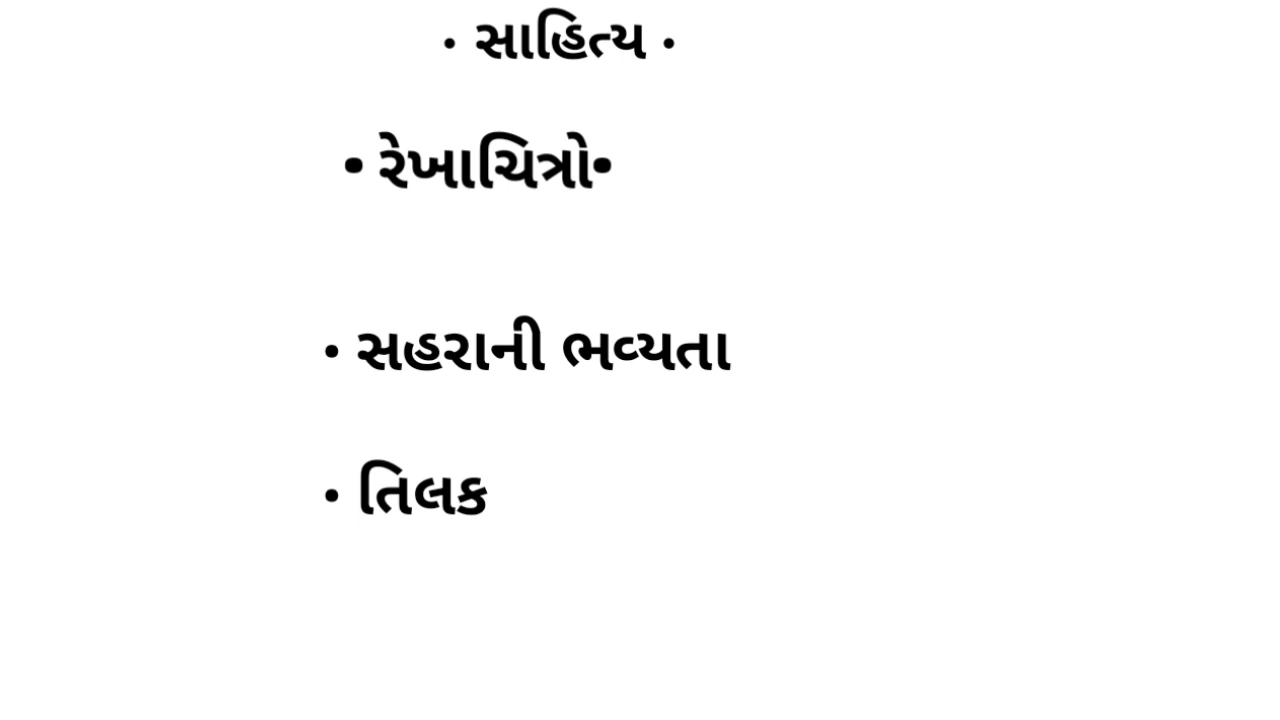 • સાહિત્ય •
• રેખાચિત્રો•
• સહરાની ભવ્યતા
• તિલક